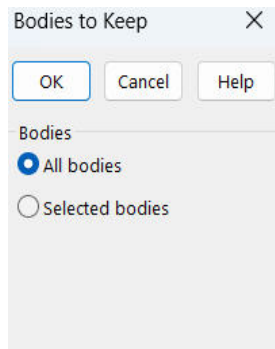 Bodies to Keep
OK Cancel Help
Bodies
All bodies
Selected bodies